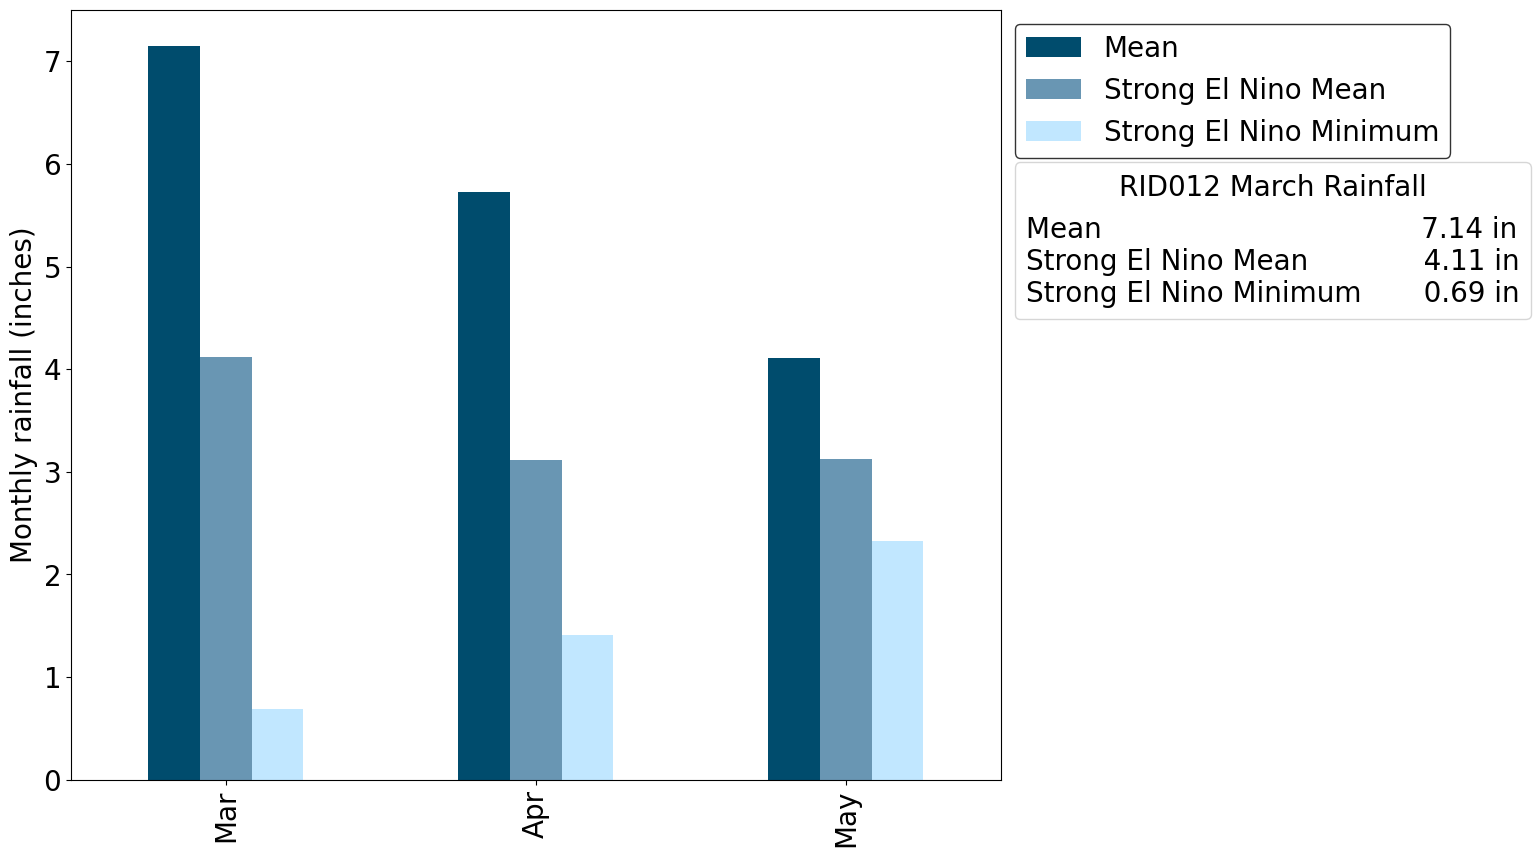 Monthly rainfall (inches)
7
6
5
4
3
2
1
0
Mar
Apr
May
Mean
Strong El Nino Mean
Strong El Nino Minimum
RID012 March Rainfall
Mean 7.14 in
Strong El Nino Mean 4.11 in
Strong El Nino Minimum 0.69 in